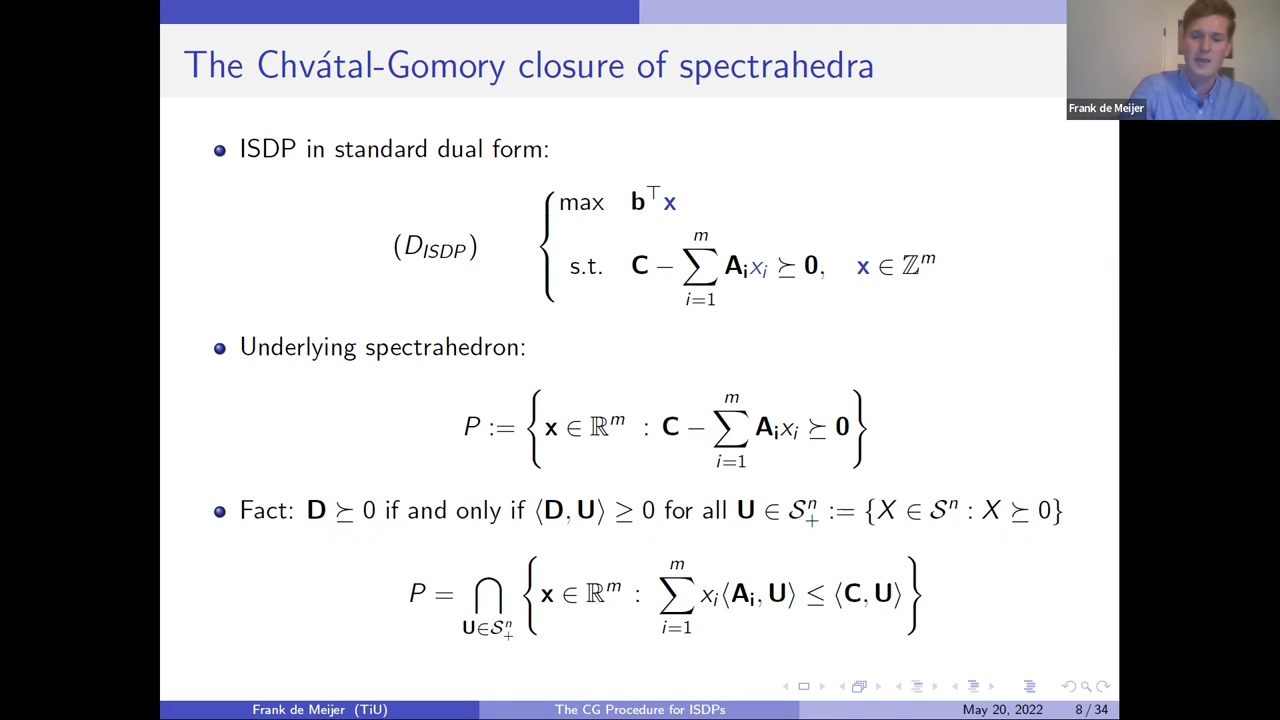 The Chvátal-Gomory closure of spectrahedra
Frank de Meijer
● ISDP in standard dual form:
(D_ISDP) { max b⊤x
s.t. C − ∑_{i=1}^{m} A_i x_i ⪰ 0, x ∈ ℤ^m
● Underlying spectrahedron:
P := { x ∈ ℝ^m : C − ∑_{i=1}^{m} A_i x_i ⪰ 0 }
● Fact: D ⪰ 0 if and only if ⟨D, U⟩ ≥ 0 for all U ∈ 𝒮^n_+ := {X ∈ 𝒮^n : X ⪰ 0}
P = ⋂_{U∈𝒮^n_+} { x ∈ ℝ^m : ∑_{i=1}^{m} x_i⟨A_i, U⟩ ≤ ⟨C, U⟩ }
Frank de Meijer (TiU) The CG Procedure for ISDPs May 20, 2022 8 / 34